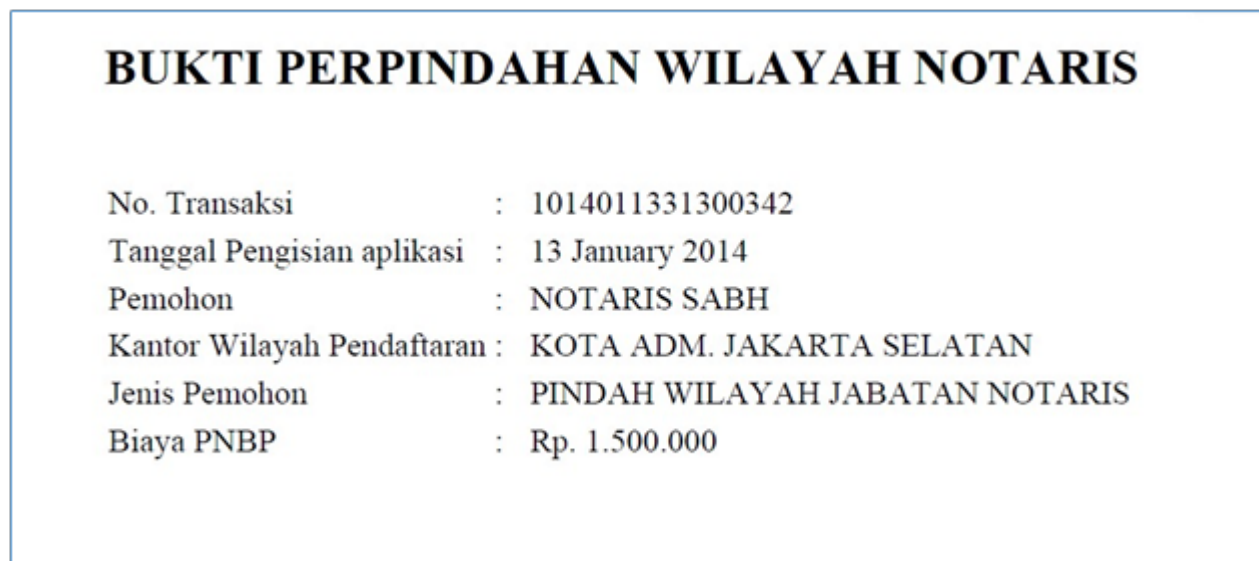 BUKTI PERPINDAHAN WILAYAH NOTARIS
No. Transaksi : 1014011331300342
Tanggal Pengisian aplikasi : 13 January 2014
Pemohon : NOTARIS SABH
Kantor Wilayah Pendaftaran : KOTA ADM. JAKARTA SELATAN
Jenis Pemohon : PINDAH WILAYAH JABATAN NOTARIS
Biaya PNBP : Rp. 1.500.000